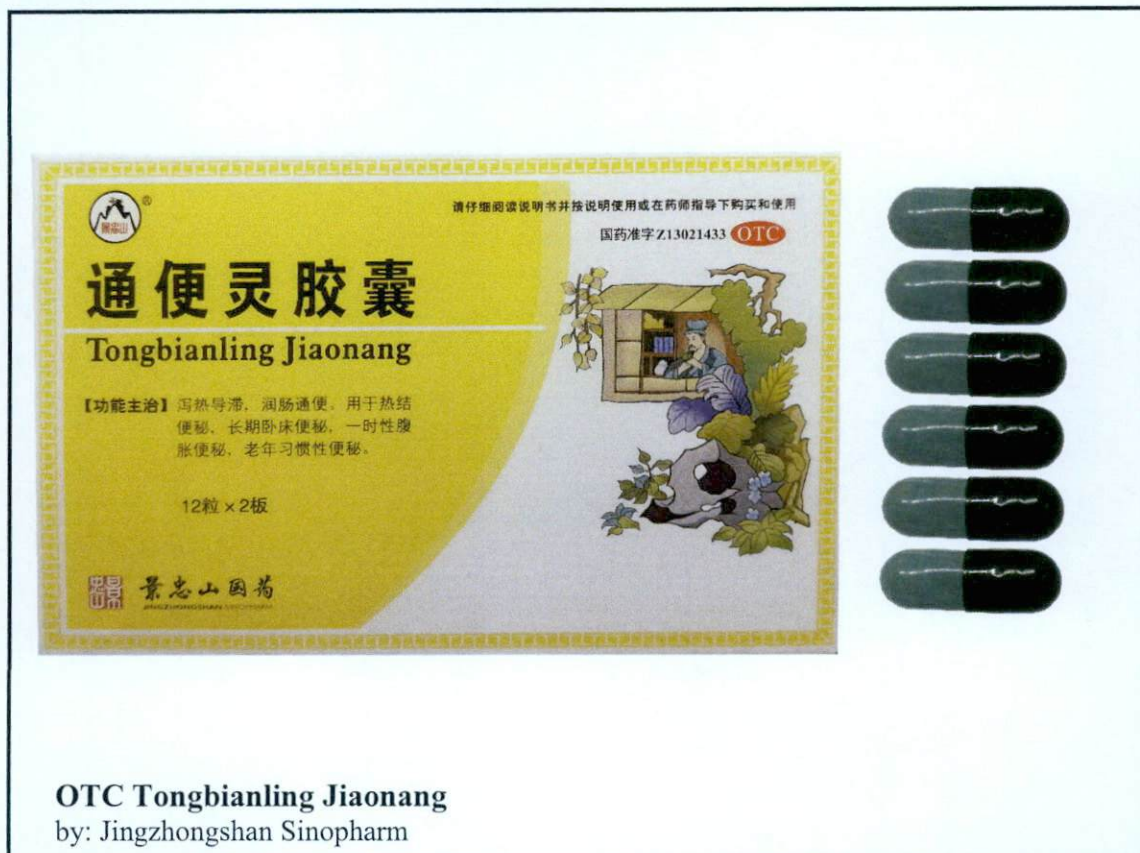 景忠山
®
请仔细阅读说明书并按说明使用或在药师指导下购买和使用
国药准字Z13021433 OTC
通便灵胶囊
Tongbianling Jiaonang
【功能主治】泻热导滞，润肠通便。用于热结
便秘、长期卧床便秘、一时性腹
胀便秘、老年习惯性便秘。
12粒×2板
景忠山国药
JINGZHONGSHAN SINOPHARM
OTC Tongbianling Jiaonang
by: Jingzhongshan Sinopharm